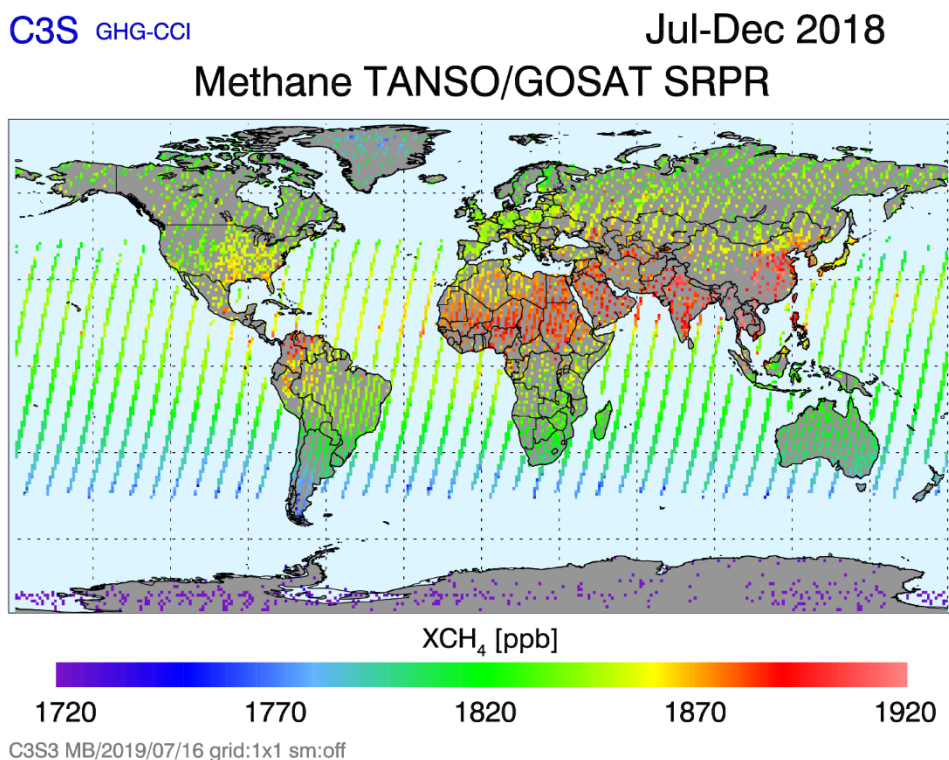 C3S GHG-CCI
Jul-Dec 2018
Methane TANSO/GOSAT SRPR
XCH₄ [ppb]
1720 1770 1820 1870 1920
C3S3 MB/2019/07/16 grid:1x1 sm:off